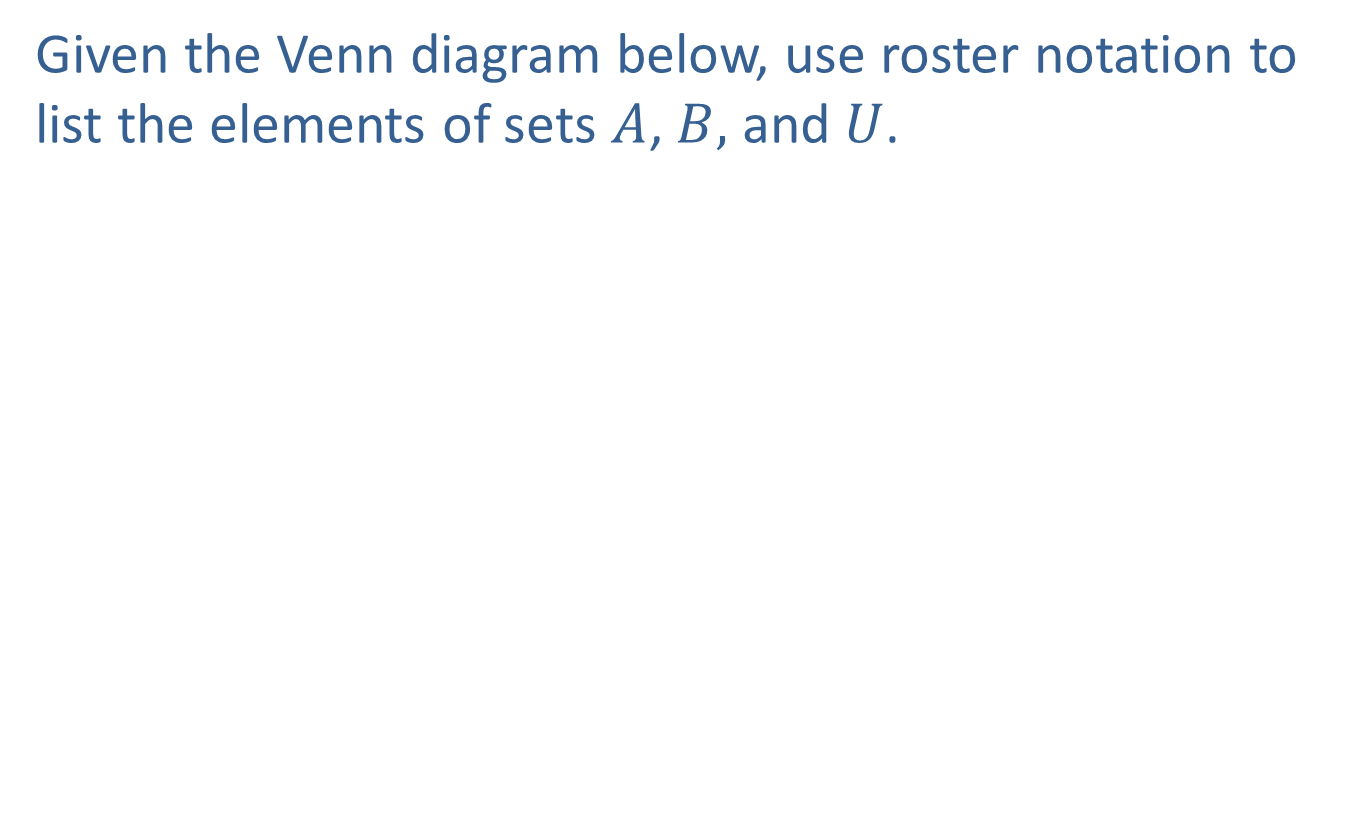 Given the Venn diagram below, use roster notation to
list the elements of sets A, B, and U.